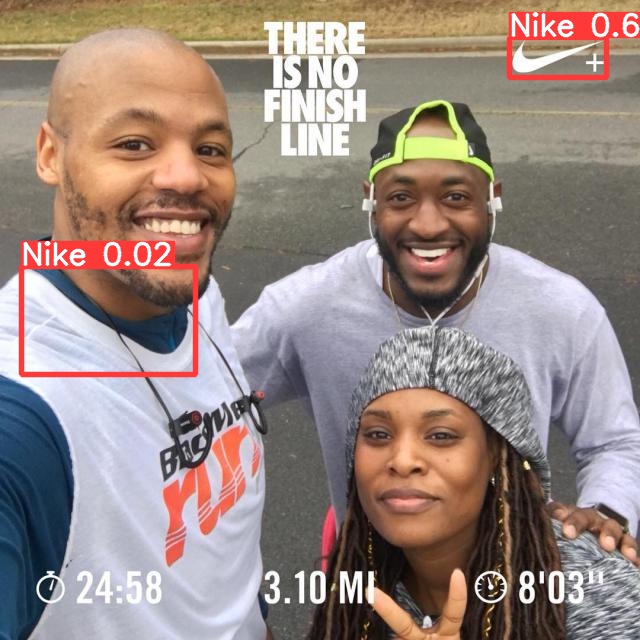 Nike 0.6
THERE
IS NO
FINISH
LINE
+
Nike 0.02
run
24:58
3.10 MI
8'03"